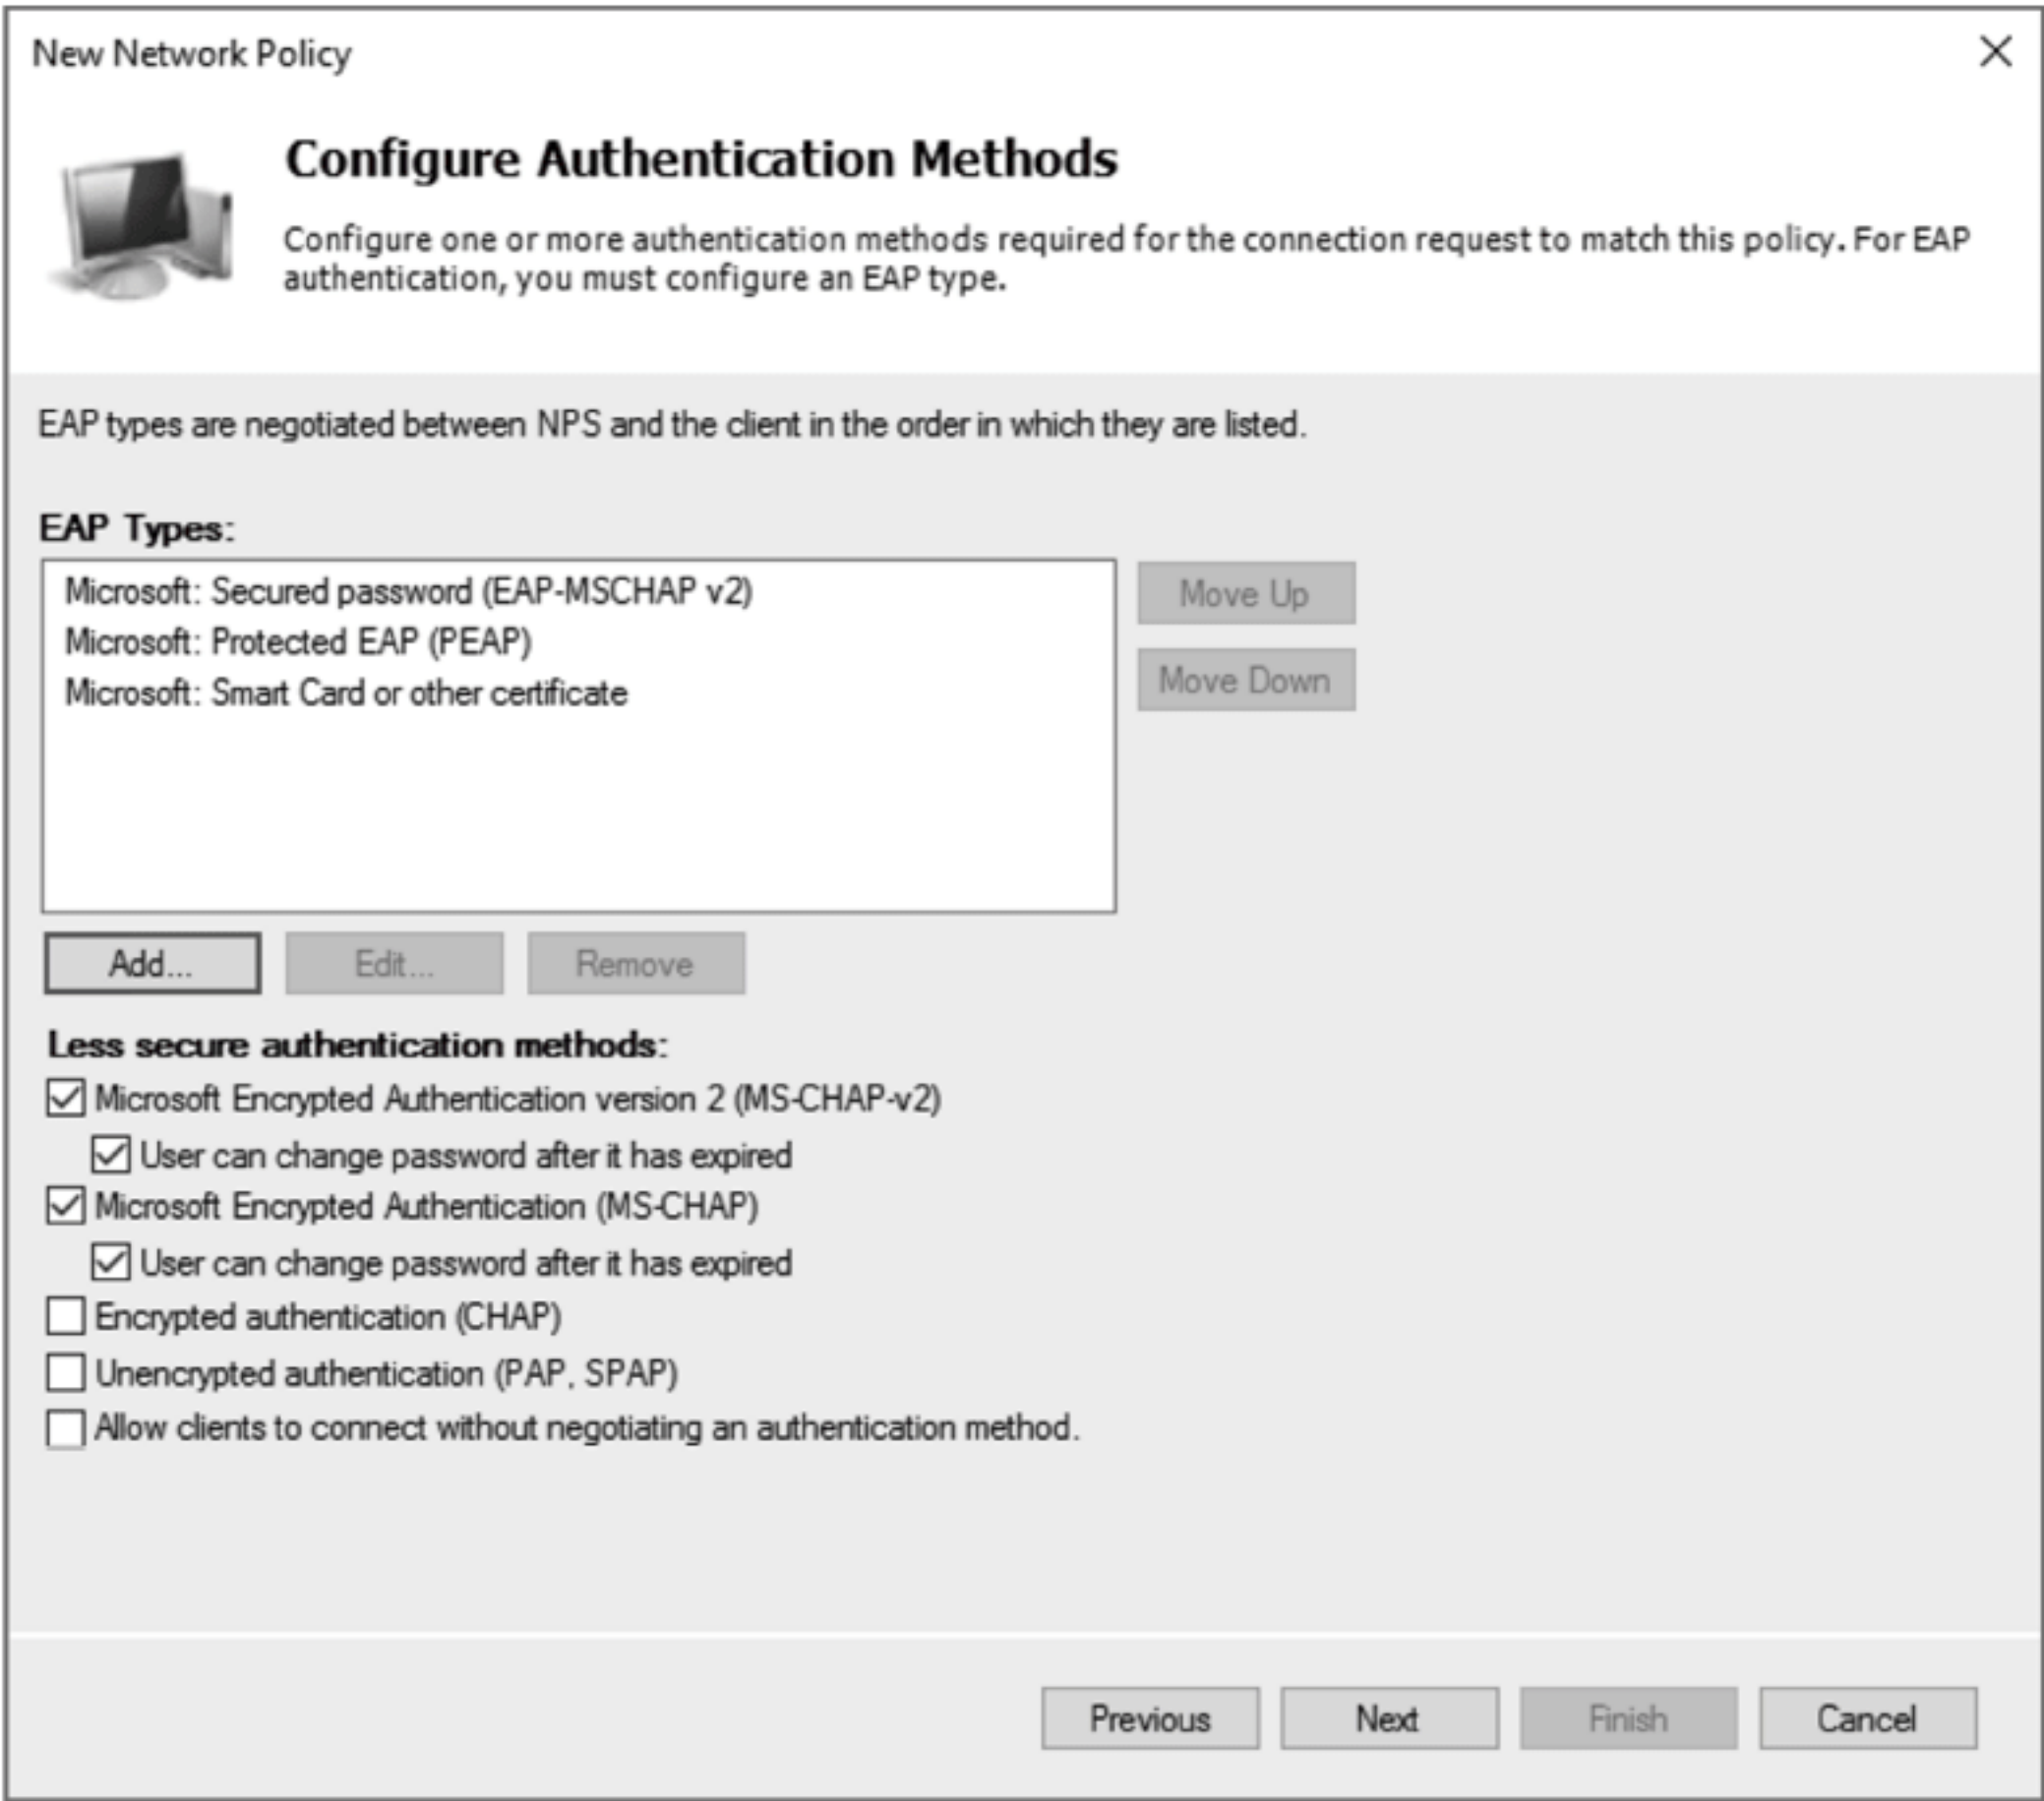 New Network Policy
Configure Authentication Methods
Configure one or more authentication methods required for the connection request to match this policy. For EAP
authentication, you must configure an EAP type.
EAP types are negotiated between NPS and the client in the order in which they are listed.
EAP Types:
Microsoft: Secured password (EAP-MSCHAP v2)
Microsoft: Protected EAP (PEAP)
Microsoft: Smart Card or other certificate
Move Up
Move Down
Add...
Edit...
Remove
Less secure authentication methods:
Microsoft Encrypted Authentication version 2 (MS-CHAP-v2)
User can change password after it has expired
Microsoft Encrypted Authentication (MS-CHAP)
User can change password after it has expired
Encrypted authentication (CHAP)
Unencrypted authentication (PAP, SPAP)
Allow clients to connect without negotiating an authentication method.
Previous
Next
Finish
Cancel